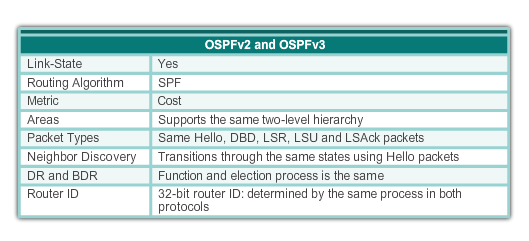 OSPFv2 and OSPFv3
Link-State Yes
Routing Algorithm SPF
Metric Cost
Areas Supports the same two-level hierarchy
Packet Types Same Hello, DBD, LSR, LSU and LSAck packets
Neighbor Discovery Transitions through the same states using Hello packets
DR and BDR Function and election process is the same
Router ID 32-bit router ID: determined by the same process in both
protocols